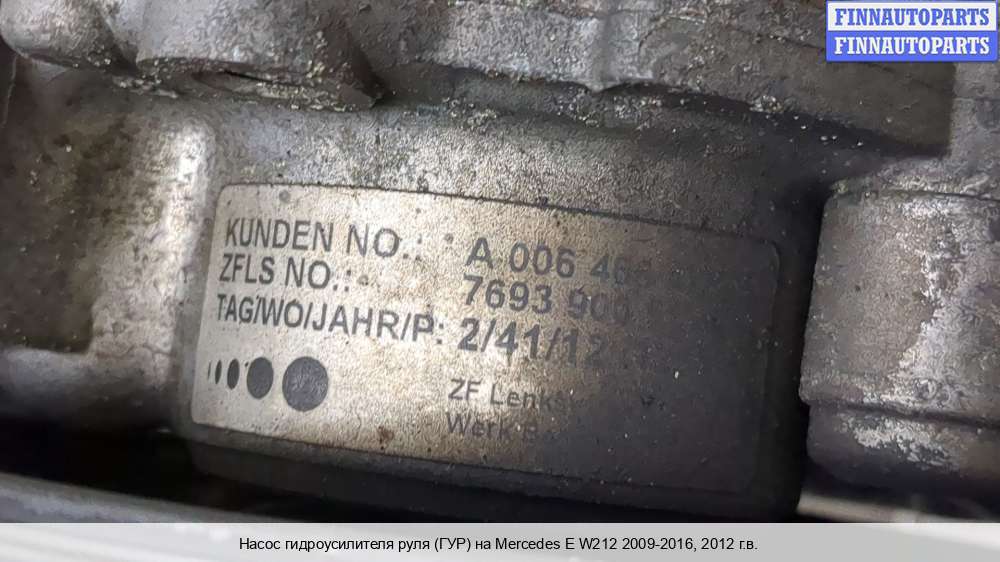 FINNAUTOPARTS
FINNAUTOPARTS
KUNDEN NO.: A 006 46
ZFLS NO.: 7693 900
TAG/WO/JAHR/P: 2/41/12
ZF Lenks
Werk
Насос гидроусилителя руля (ГУР) на Mercedes E W212 2009-2016, 2012 г.в.